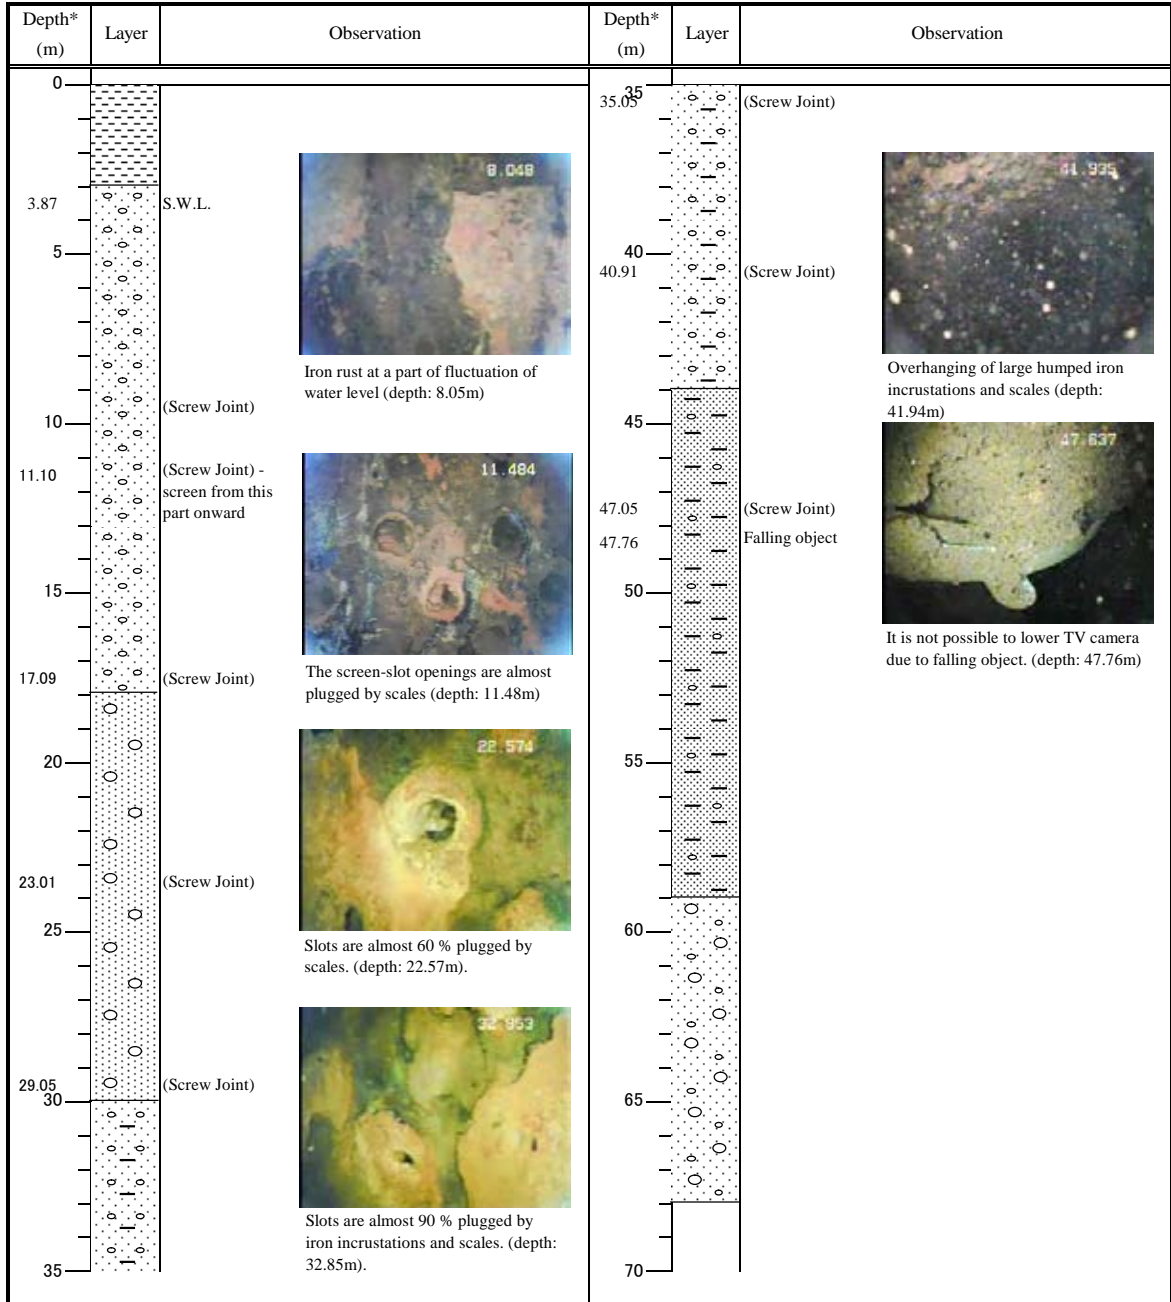 Depth*
(m)
Layer
Observation
0
3.87
S.W.L.
8.048
5
Iron rust at a part of fluctuation of
water level (depth: 8.05m)
(Screw Joint)
10
11.10
(Screw Joint) -
screen from this
part onward
11.484
15
The screen-slot openings are almost
plugged by scales (depth: 11.48m)
17.09
(Screw Joint)
20
22.574
23.01
(Screw Joint)
25
Slots are almost 60 % plugged by
scales. (depth: 22.57m).
32.953
29.05
(Screw Joint)
30
Slots are almost 90 % plugged by
iron incrustations and scales. (depth:
32.85m).
35
Depth*
(m)
Layer
Observation
35
35.05
(Screw Joint)
41.935
40
40.91
(Screw Joint)
Overhanging of large humped iron
incrustations and scales (depth:
41.94m)
45
47.637
47.05
(Screw Joint)
47.76
Falling object
50
It is not possible to lower TV camera
due to falling object. (depth: 47.76m)
55
60
65
70